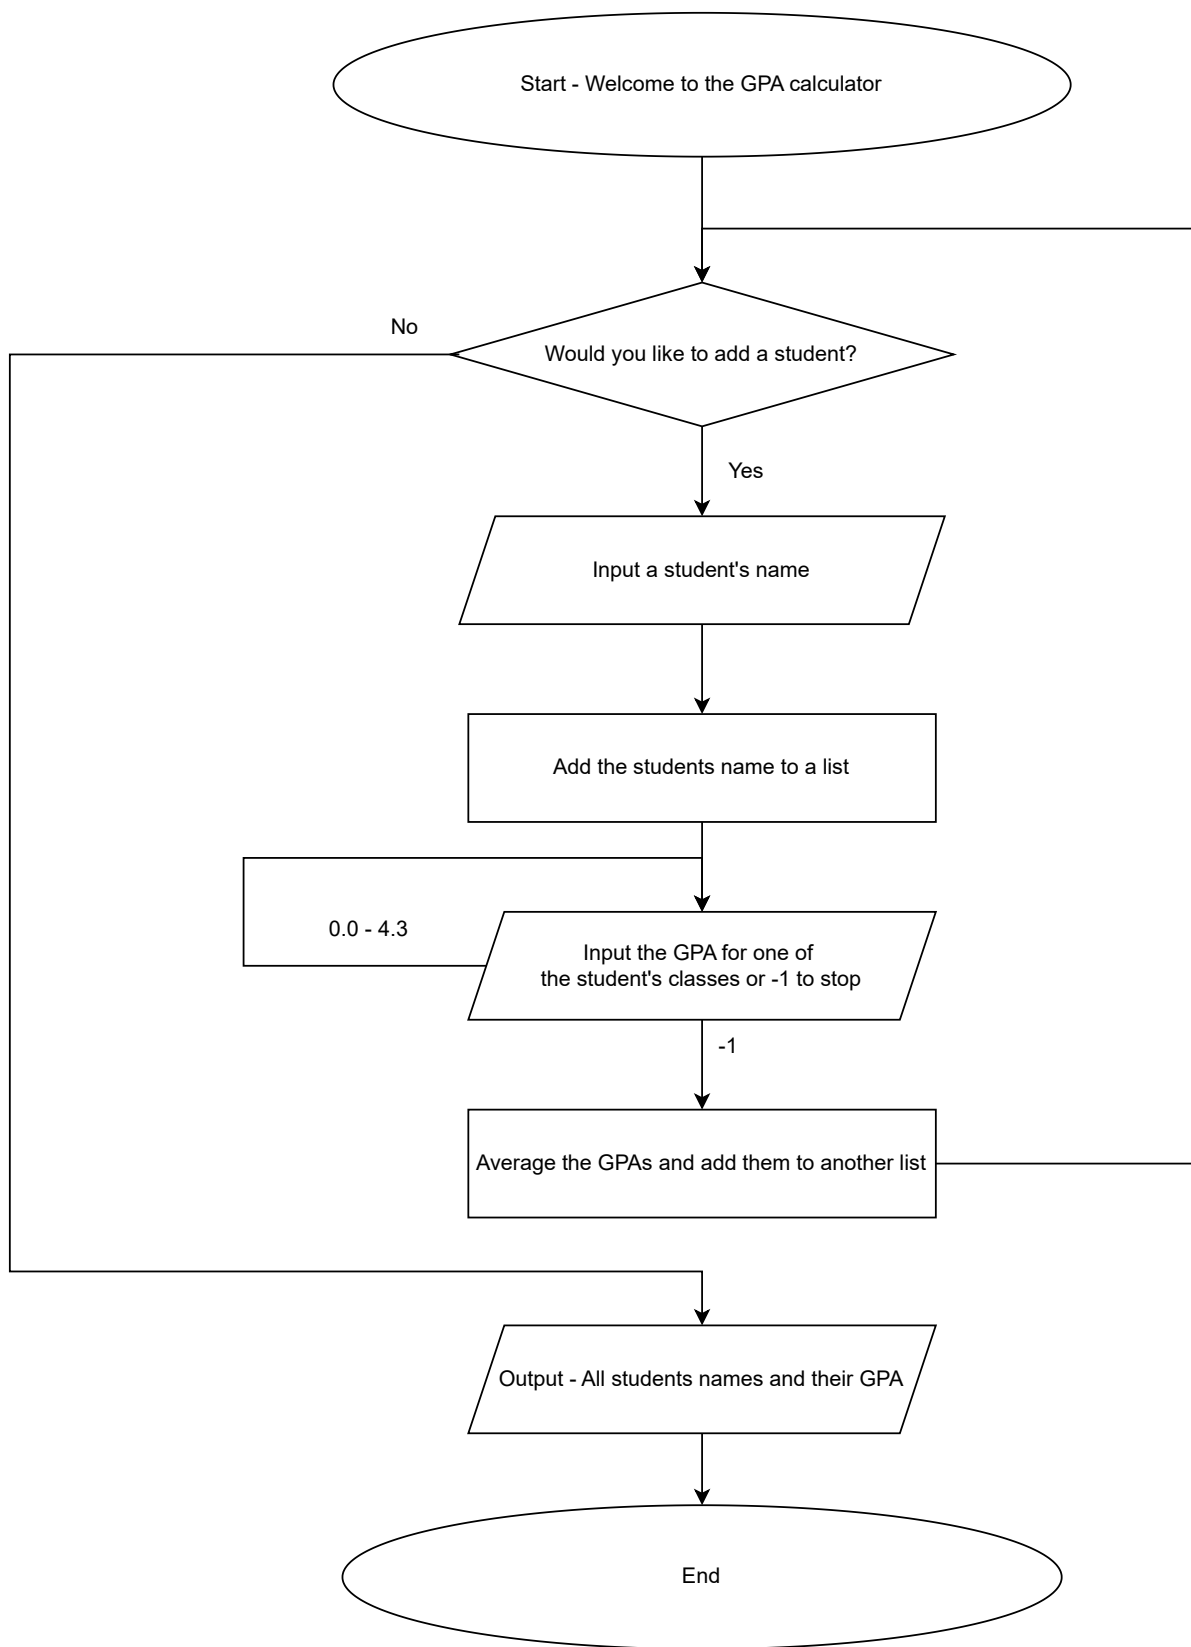 Start - Welcome to the GPA calculator
No
Would you like to add a student?
Yes
Input a student's name
Add the students name to a list
0.0 - 4.3
Input the GPA for one of
the student's classes or -1 to stop
-1
Average the GPAs and add them to another list
Output - All students names and their GPA
End